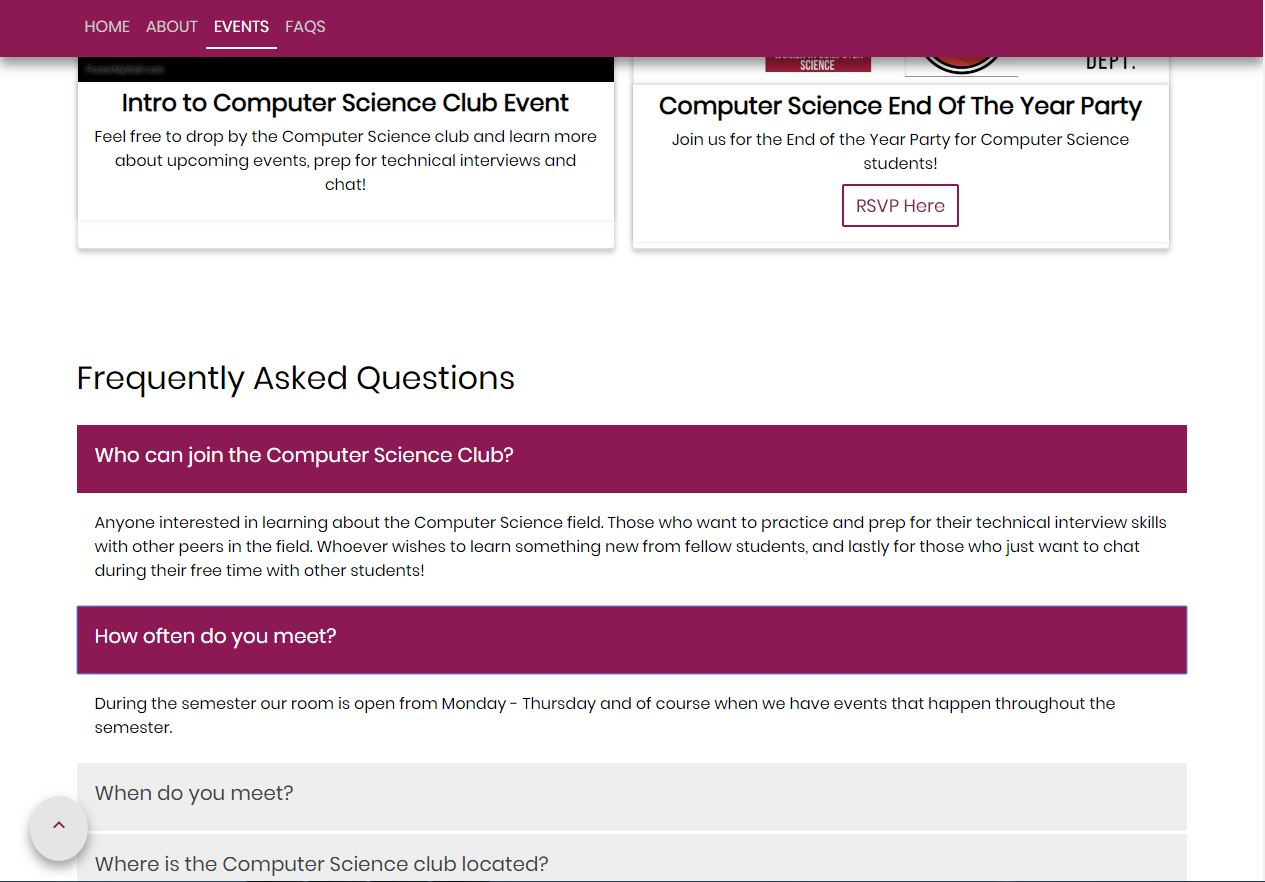 HOME ABOUT EVENTS FAQS
SCIENCE
DEPT.
Intro to Computer Science Club Event
Feel free to drop by the Computer Science club and learn more
about upcoming events, prep for technical interviews and
chat!
Computer Science End Of The Year Party
Join us for the End of the Year Party for Computer Science
students!
RSVP Here
Frequently Asked Questions
Who can join the Computer Science Club?
Anyone interested in learning about the Computer Science field. Those who want to practice and prep for their technical interview skills
with other peers in the field. Whoever wishes to learn something new from fellow students, and lastly for those who just want to chat
during their free time with other students!
How often do you meet?
During the semester our room is open from Monday - Thursday and of course when we have events that happen throughout the
semester.
When do you meet?
Where is the Computer Science club located?